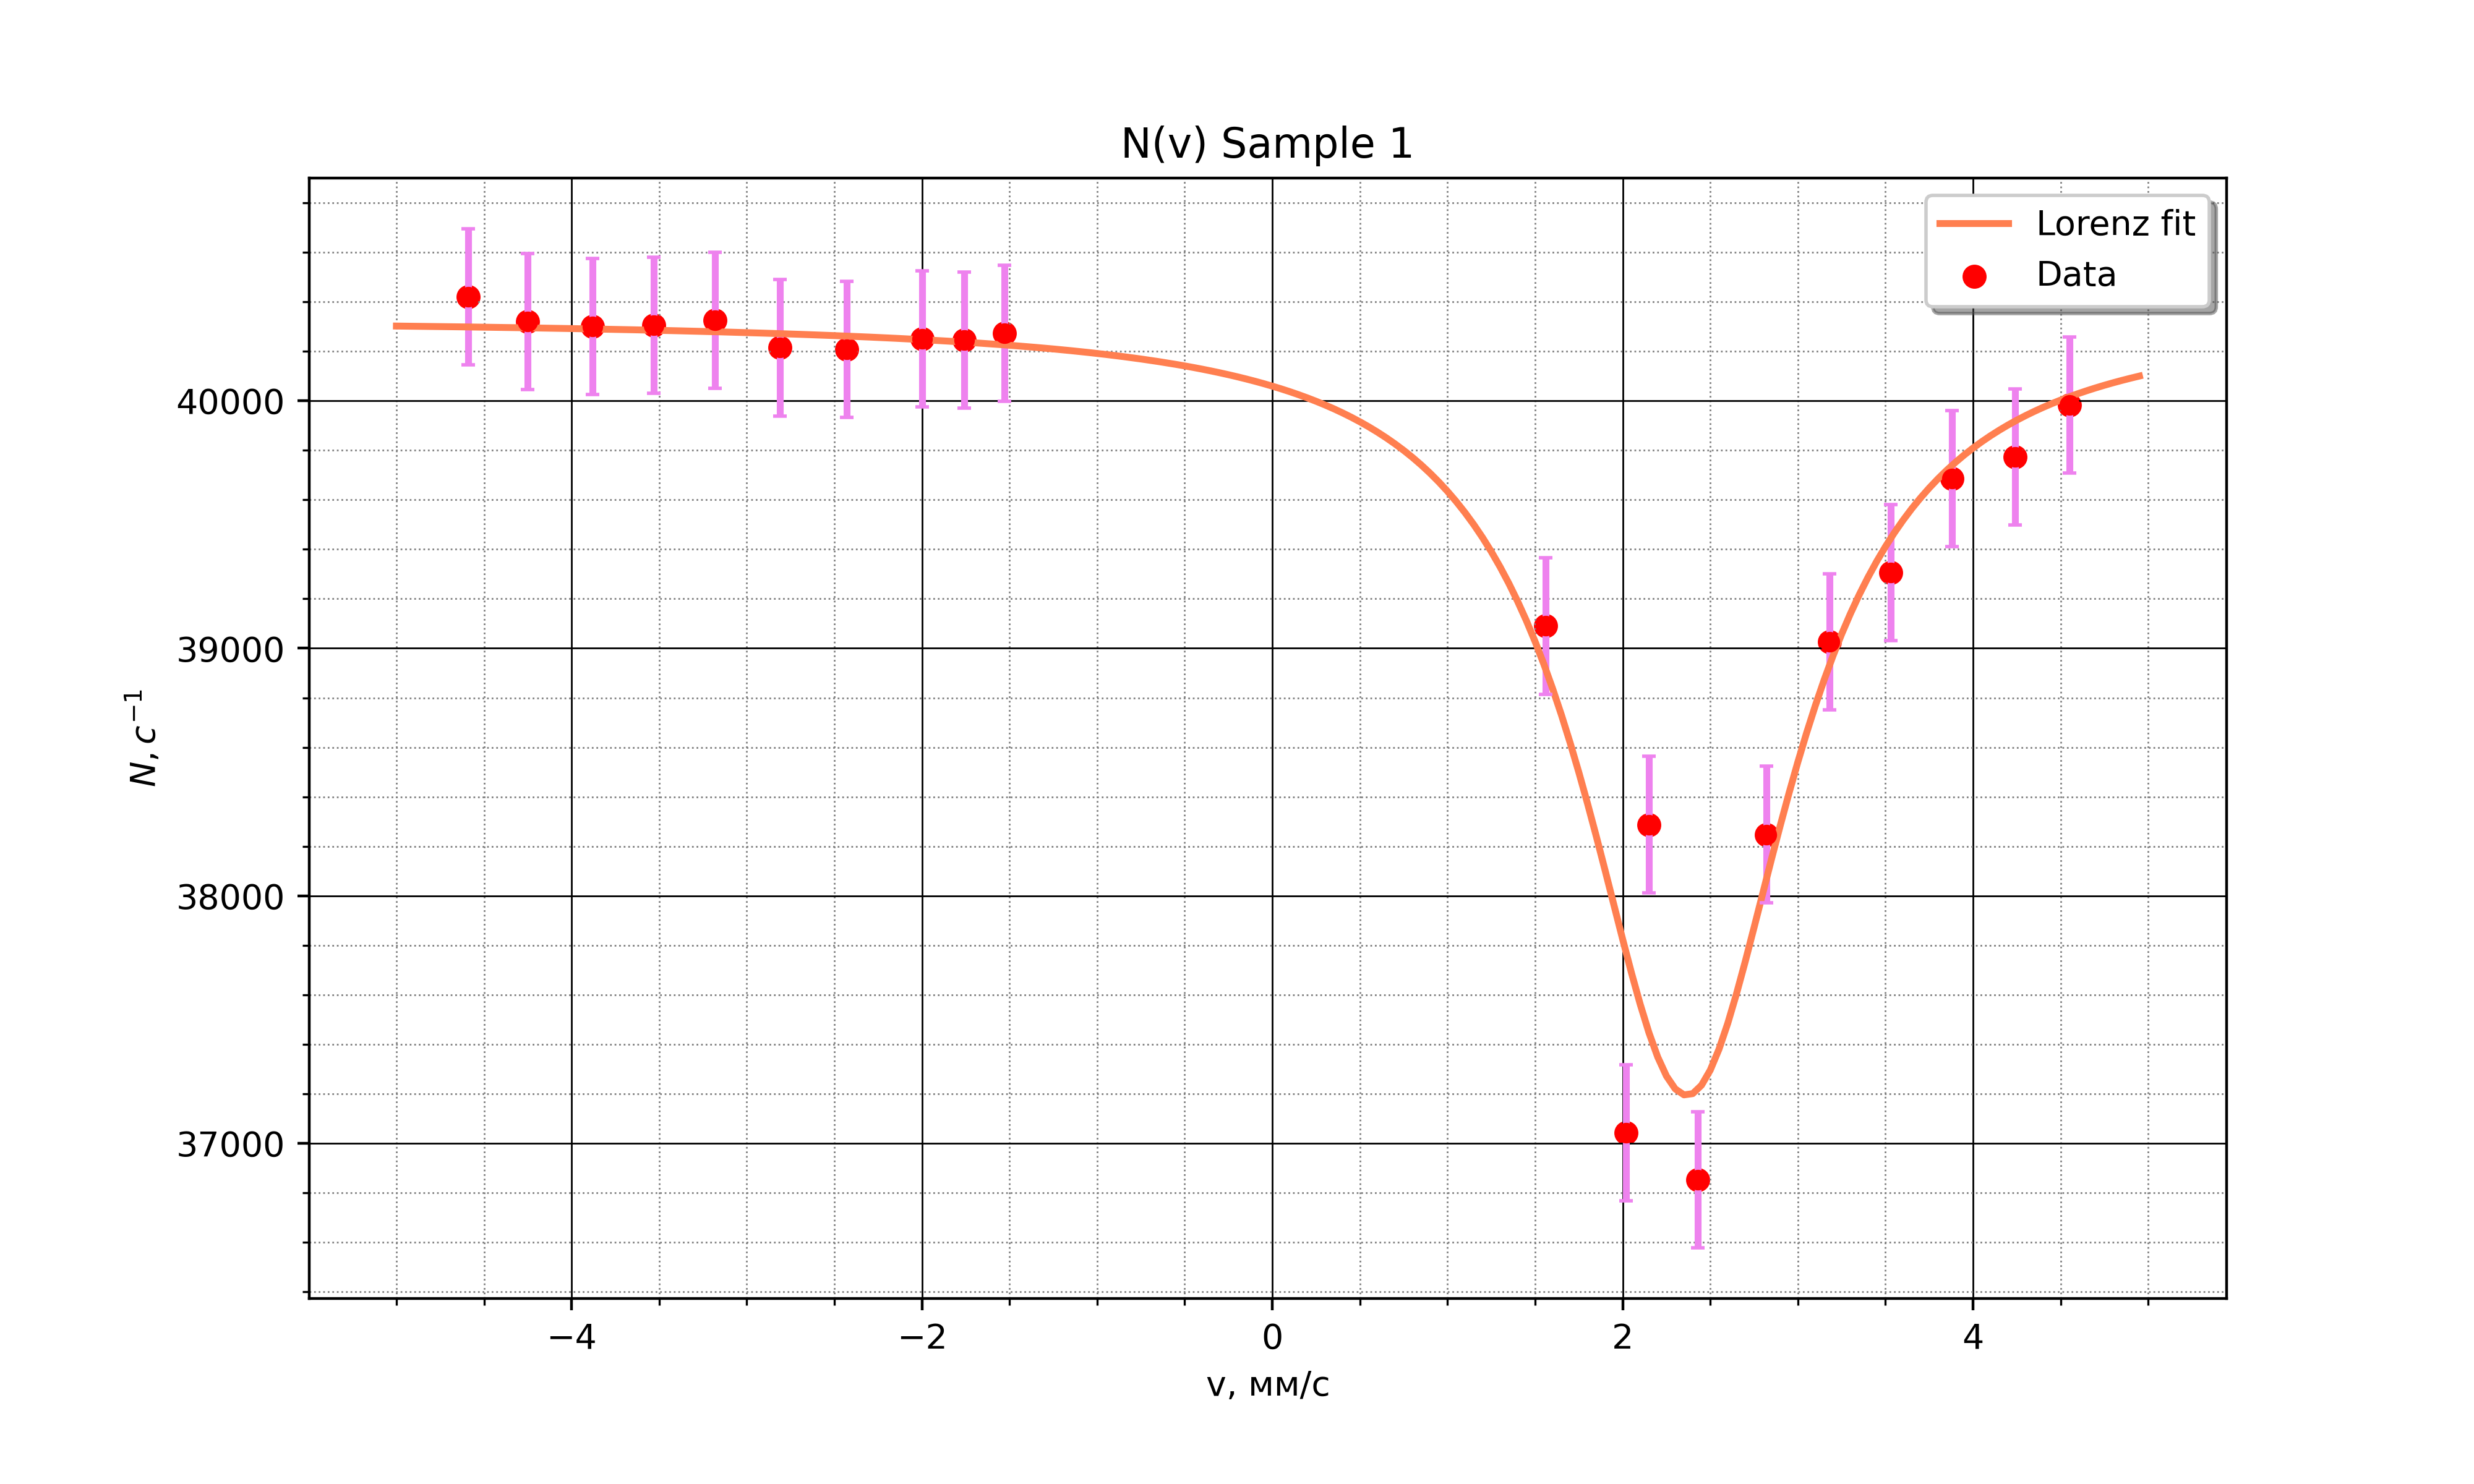 N(v) Sample 1
Lorenz fit
Data
40000
39000
38000
37000
N, c⁻¹
−4 −2 0 2 4
v, мм/с